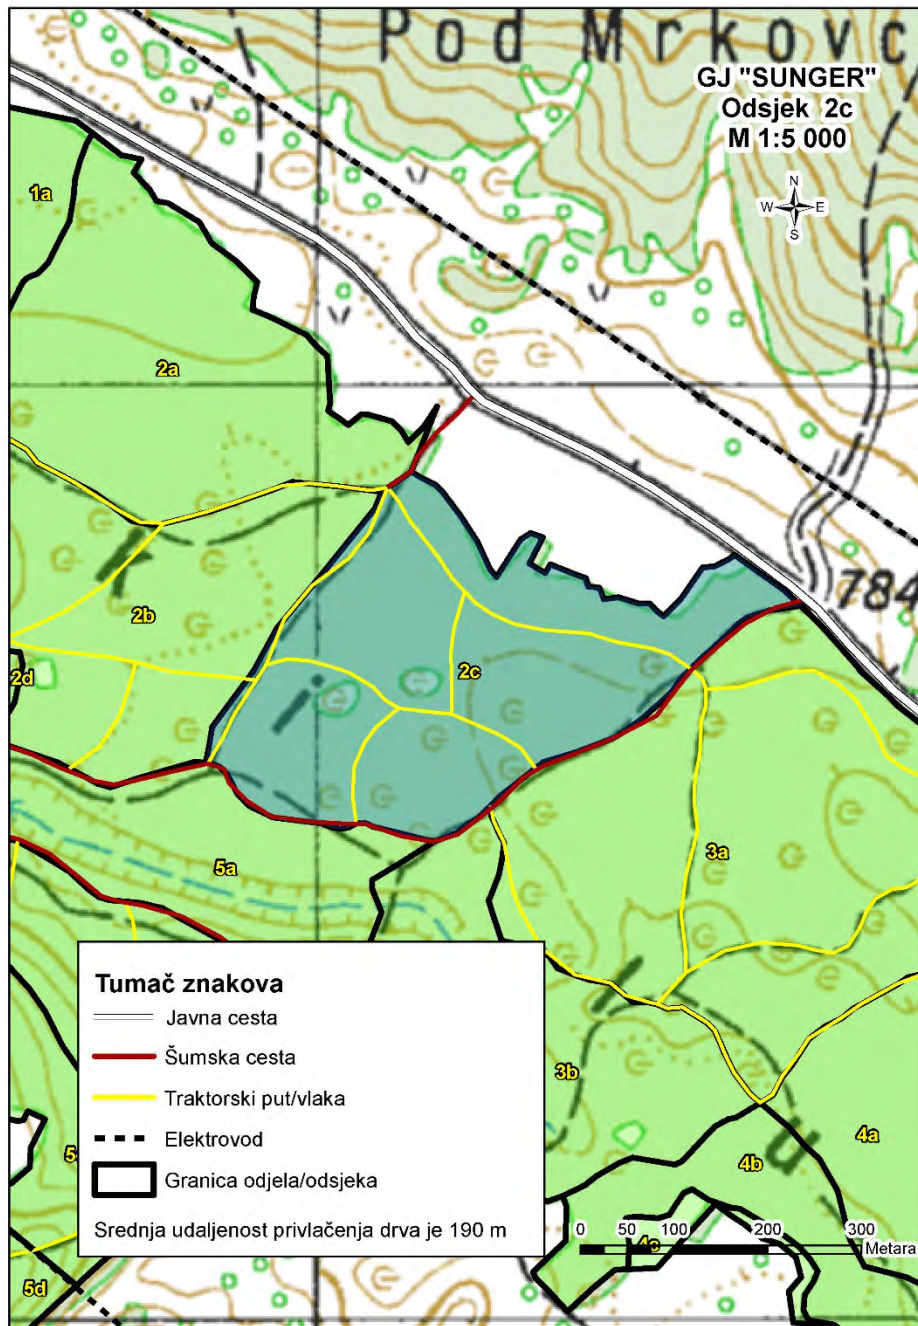 Pod Mrkovc
GJ "SUNGER"
Odsjek 2c
M 1:5 000
N
W E
S
1a
2a
784
2b
2c
2d
3a
5a
Tumač znakova
Javna cesta
Šumska cesta
Traktorski put/vlaka
Elektrovod
Granica odjela/odsjeka
Srednja udaljenost privlačenja drva je 190 m
3b
4a
4b
u
0 50 100 200 300
Metara
4c
5d